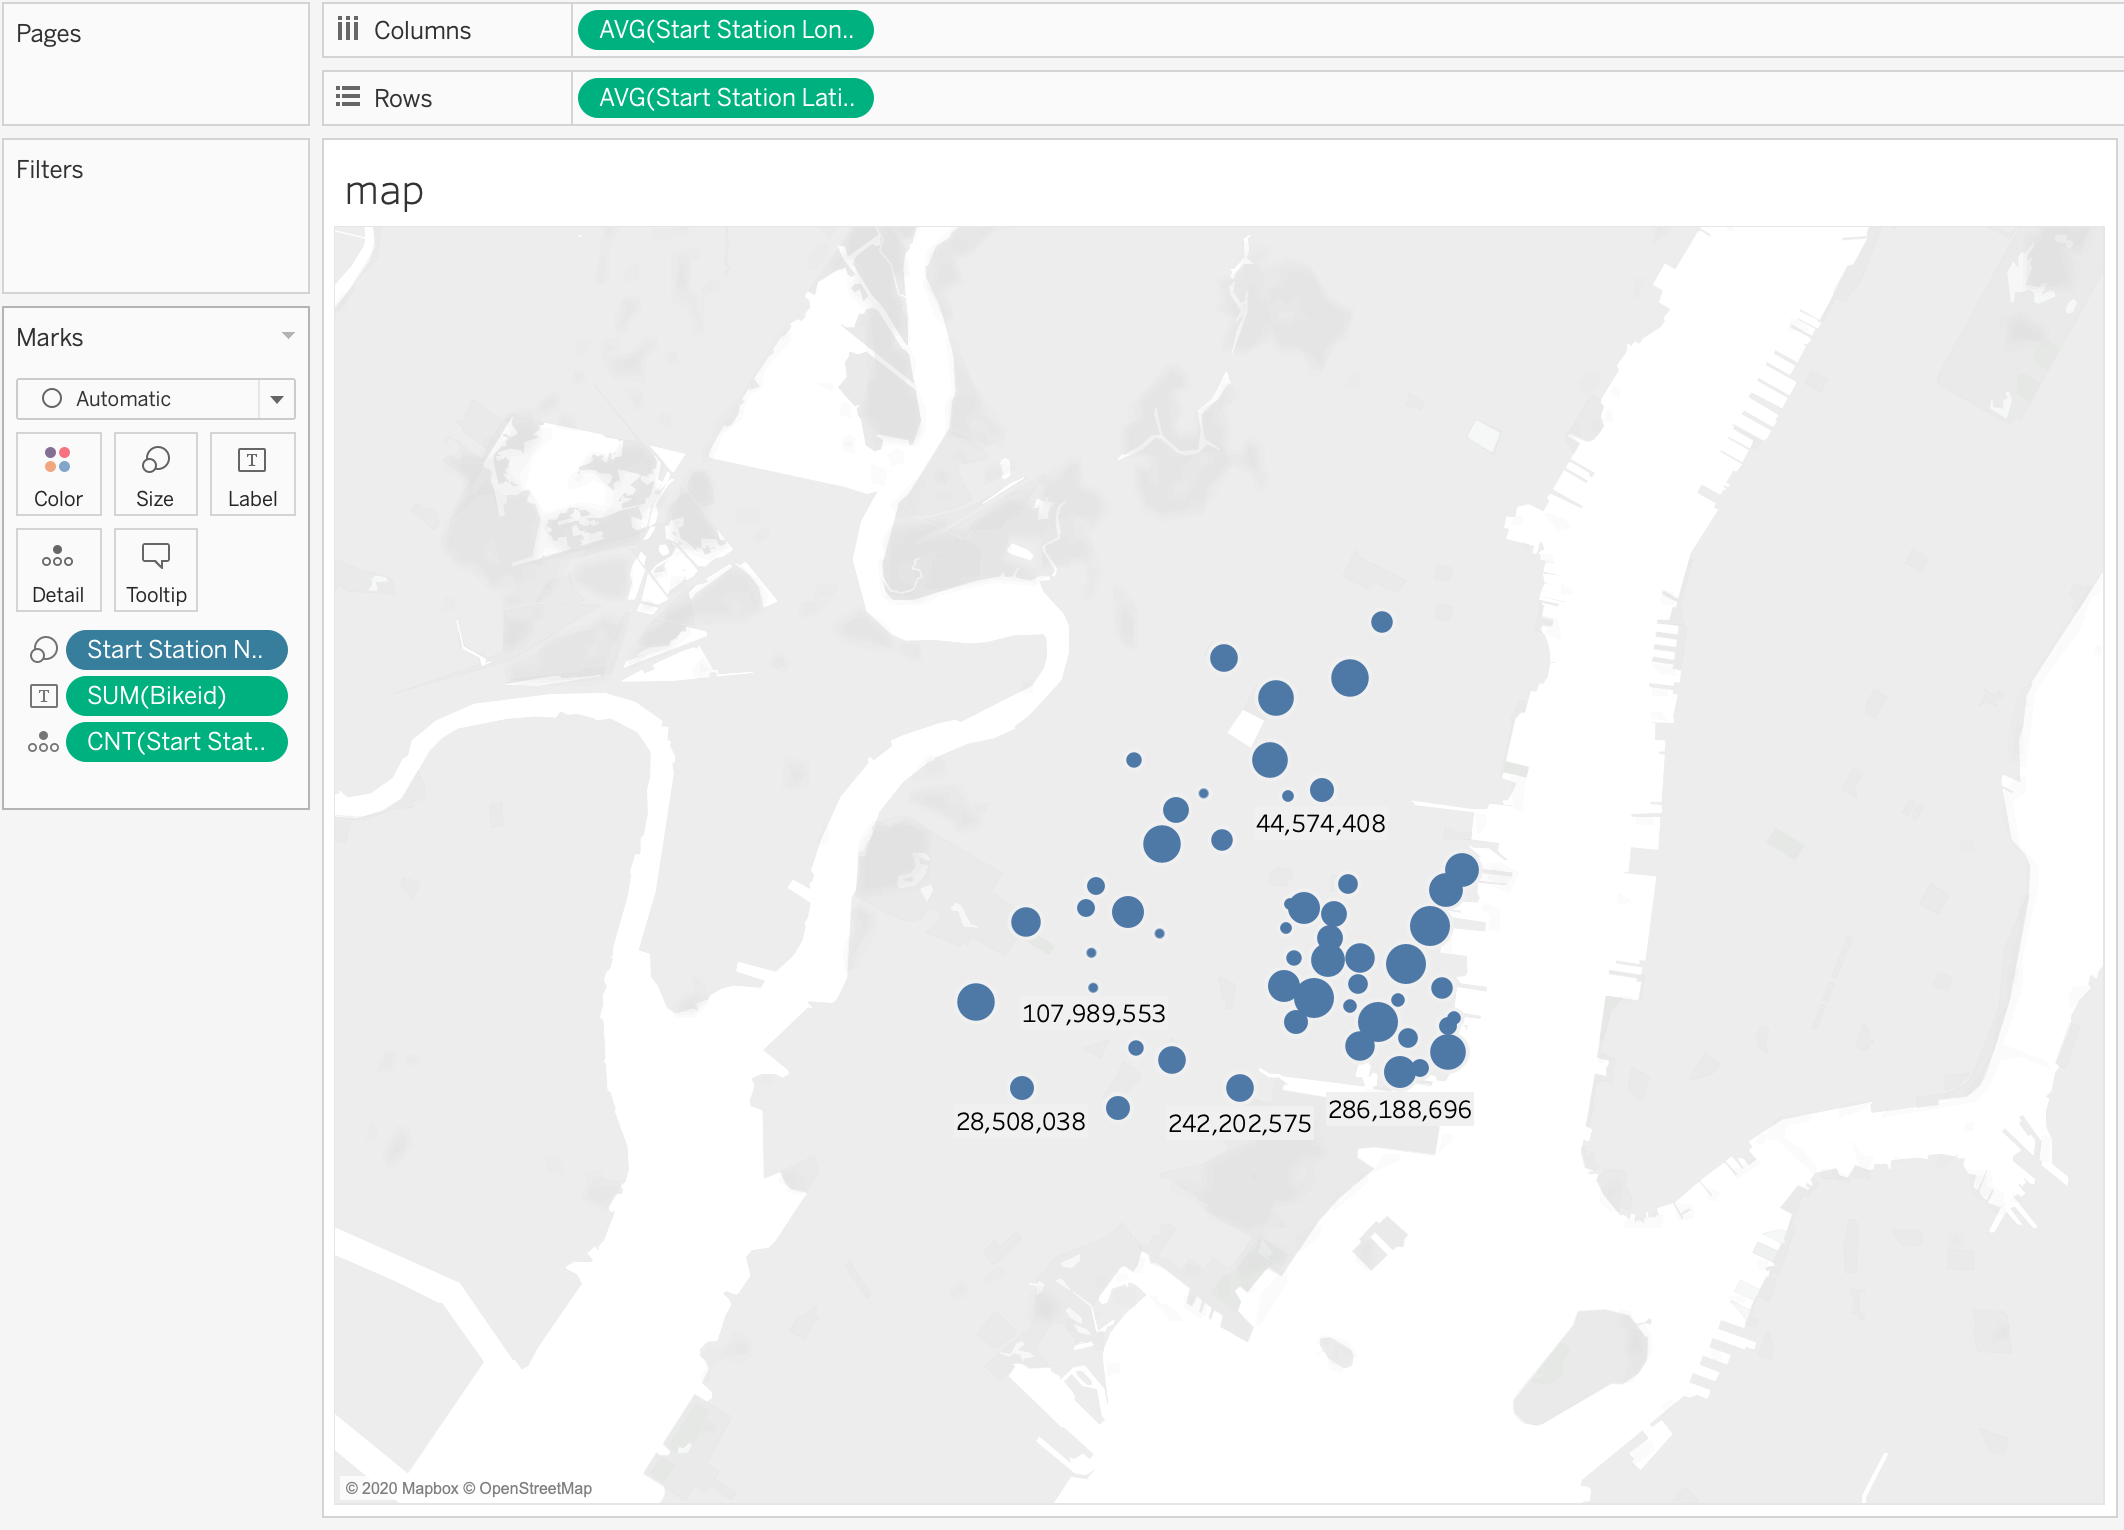 Pages
Columns
AVG(Start Station Lon..
Rows
AVG(Start Station Lati..
Filters
map
Marks
Automatic
Color
Size
T
Label
Detail
Tooltip
Start Station N..
T
SUM(Bikeid)
CNT(Start Stat..
44,574,408
107,989,553
28,508,038
242,202,575
286,188,696
© 2020 Mapbox © OpenStreetMap